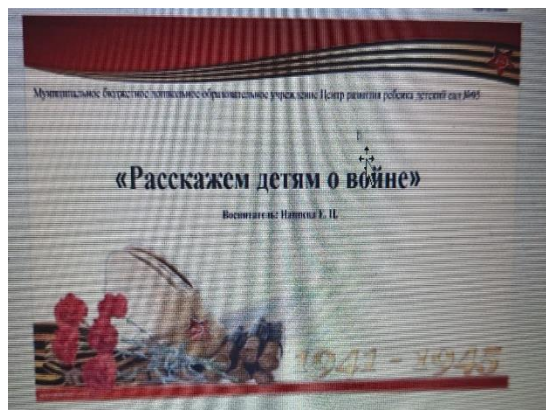 Муниципальное бюджетное дошкольное образовательное учреждение Центр развития ребенка детский сад
«Расскажем детям о войне»
Воспитатель: Е. П.
1941 - 1945